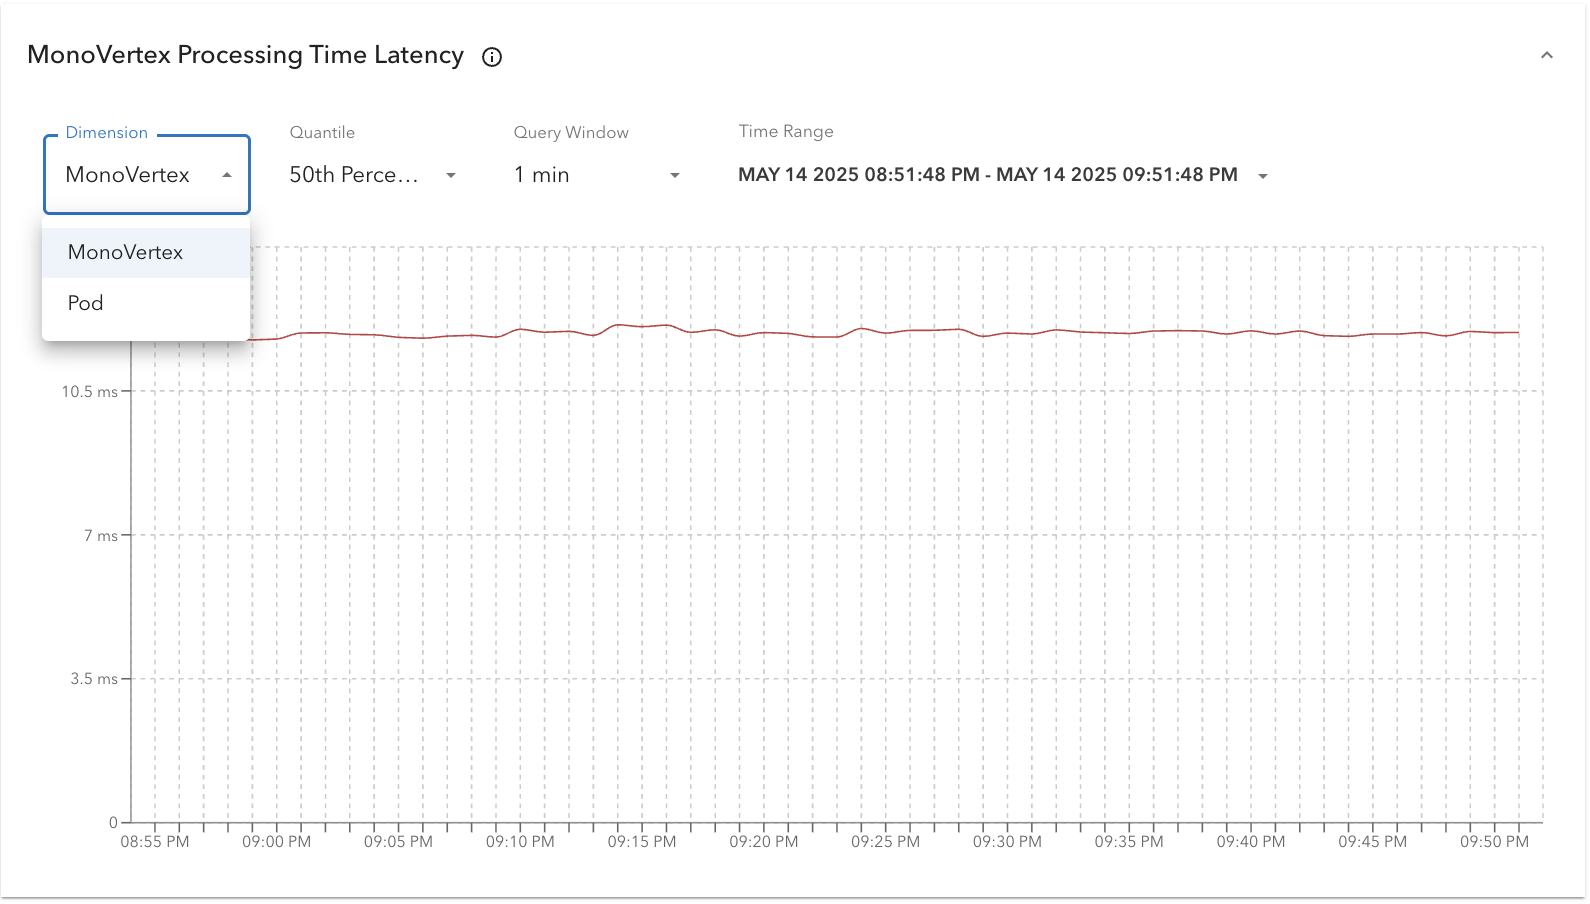 MonoVertex Processing Time Latency
Dimension
MonoVertex
Quantile
50th Perce...
Query Window
1 min
Time Range
MAY 14 2025 08:51:48 PM - MAY 14 2025 09:51:48 PM
MonoVertex
Pod
10.5 ms
7 ms
3.5 ms
0
08:55 PM 09:00 PM 09:05 PM 09:10 PM 09:15 PM 09:20 PM 09:25 PM 09:30 PM 09:35 PM 09:40 PM 09:45 PM 09:50 PM